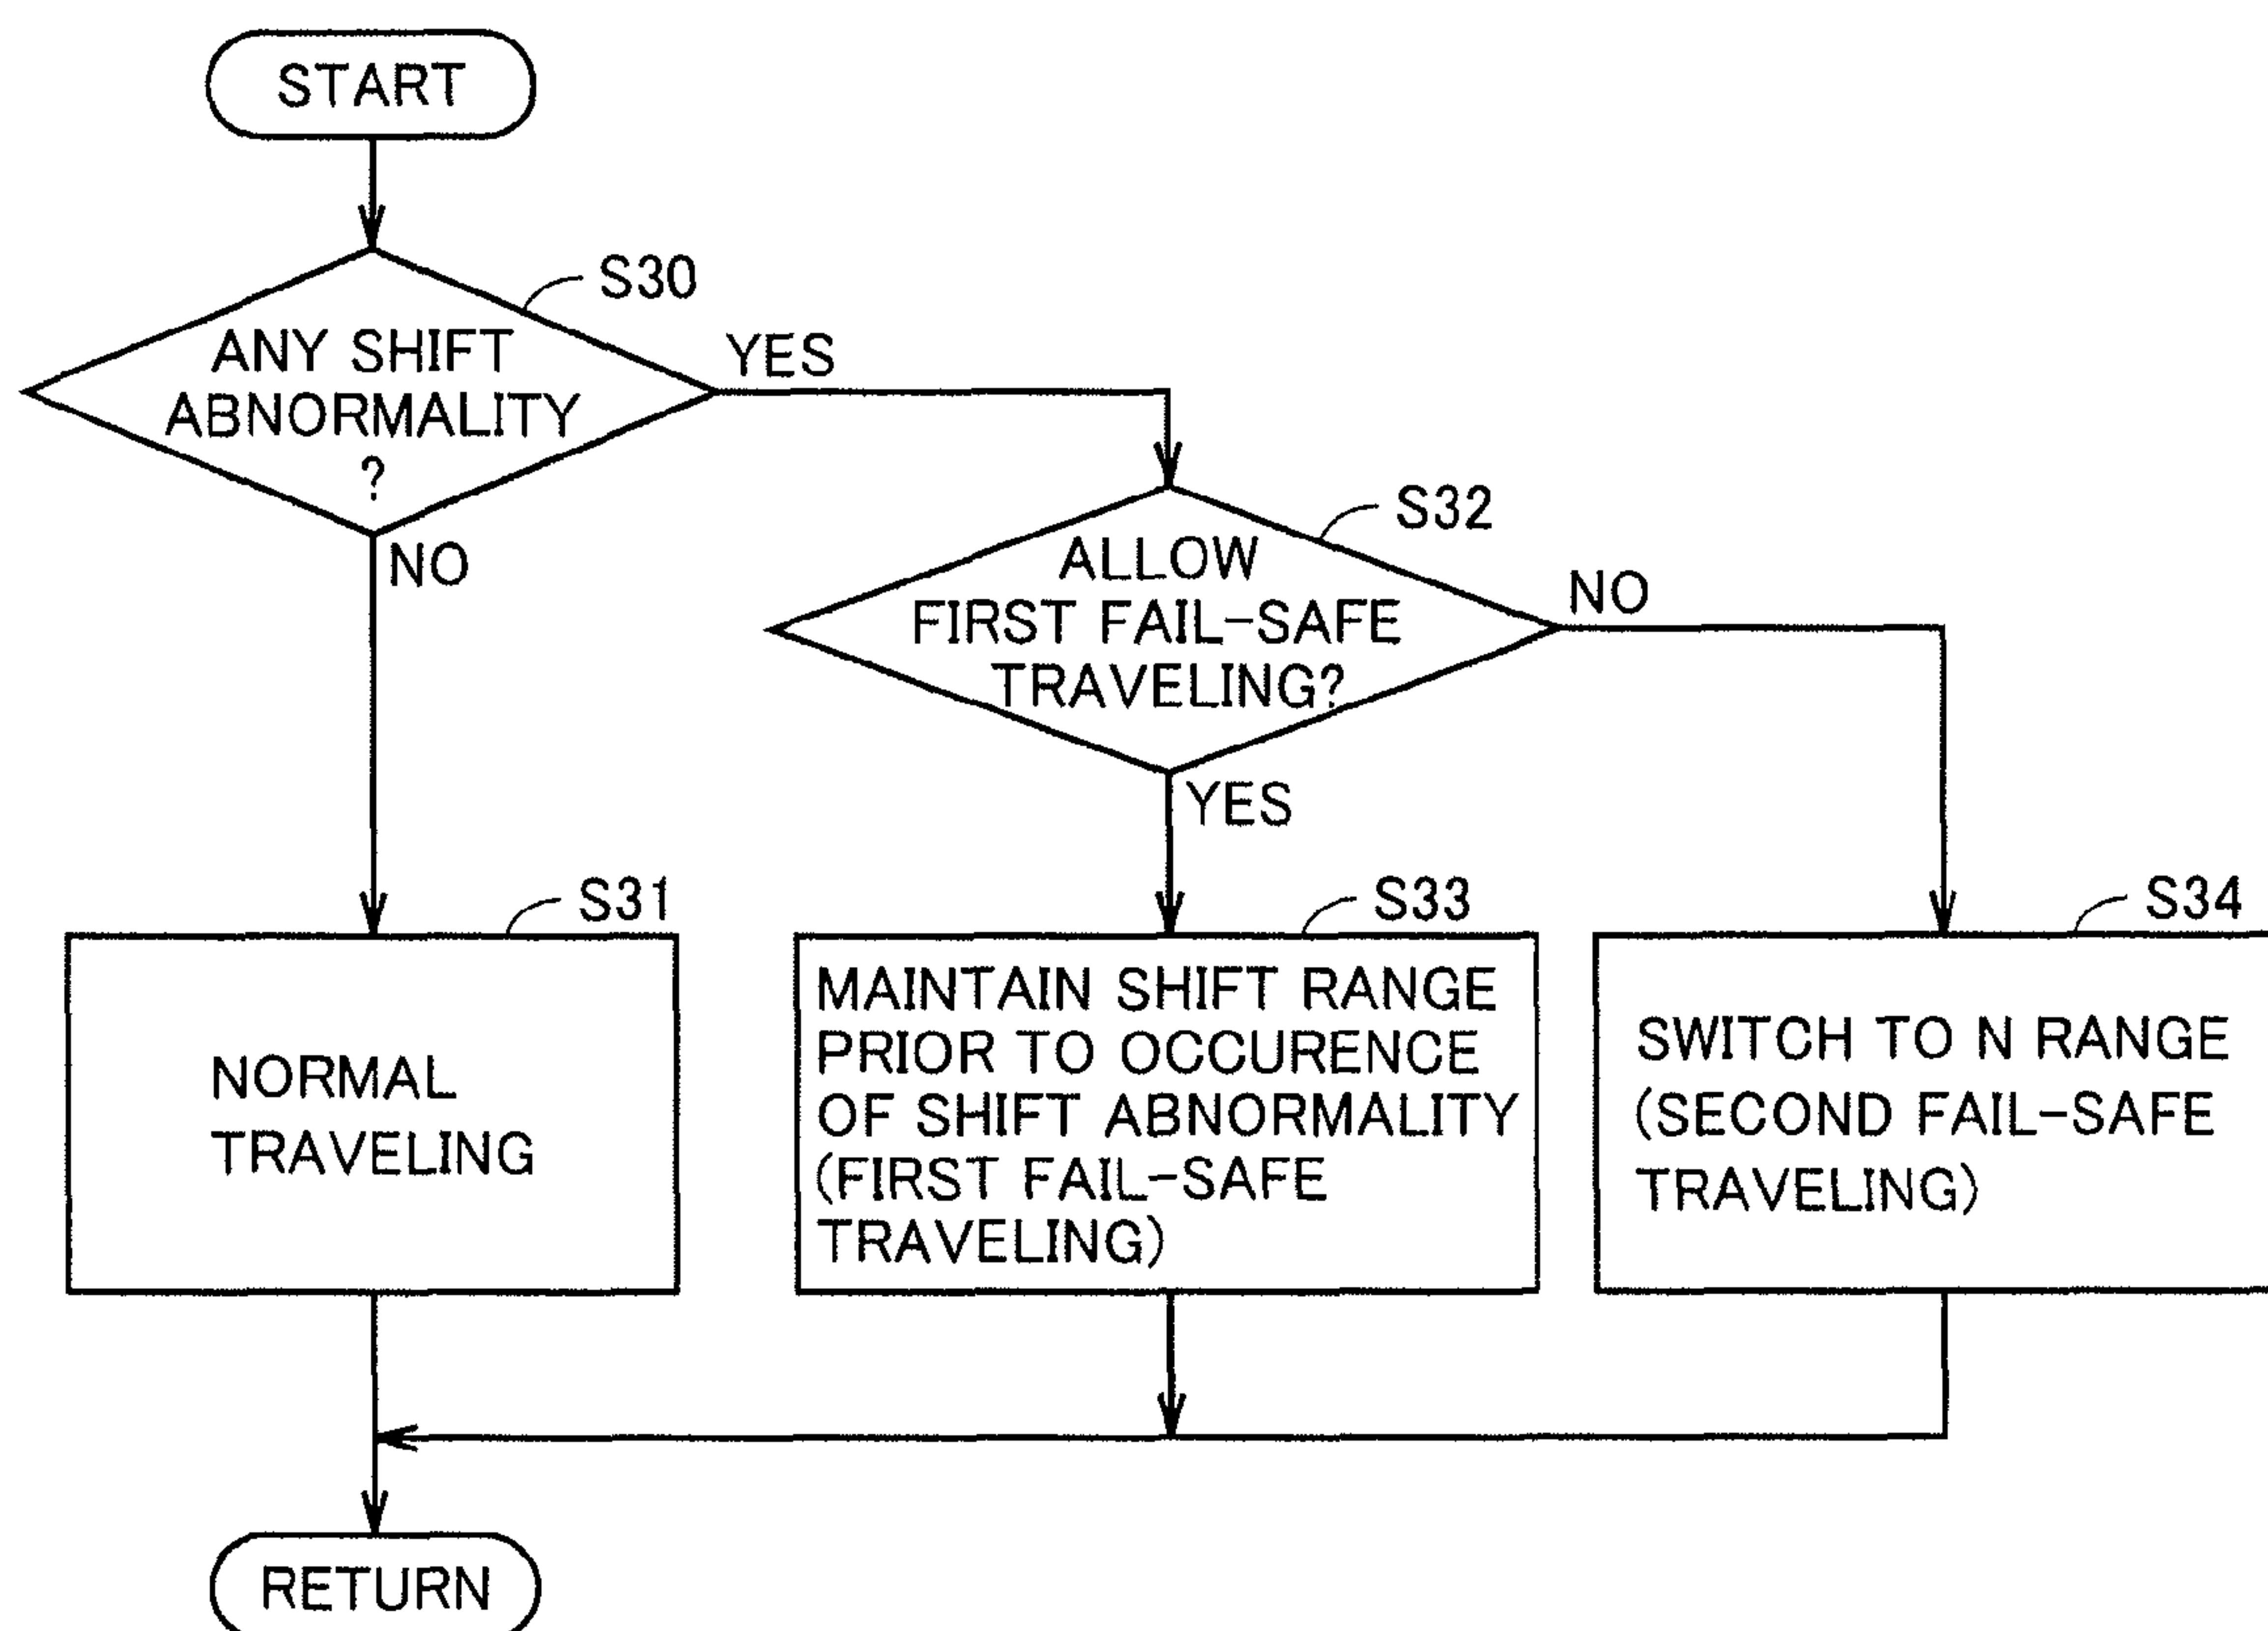 START
S30
ANY SHIFT
ABNORMALITY
?
YES
NO
S32
ALLOW
FIRST FAIL-SAFE
TRAVELING?
NO
YES
S31
NORMAL
TRAVELING
S33
MAINTAIN SHIFT RANGE
PRIOR TO OCCURENCE
OF SHIFT ABNORMALITY
(FIRST FAIL-SAFE
TRAVELING)
S34
SWITCH TO N RANGE
(SECOND FAIL-SAFE
TRAVELING)
RETURN